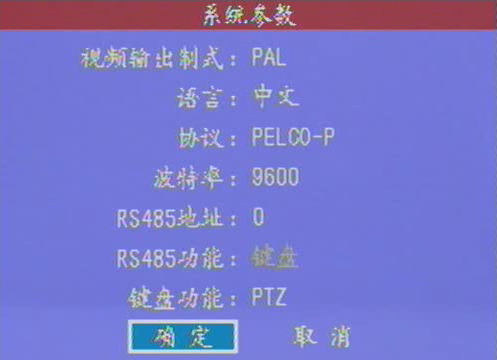 系统参数
视频输出制式：PAL
语言：中文
协议：PELCO-P
波特率：9600
RS485地址：0
RS485功能：键盘
键盘功能：PTZ
确定 取消